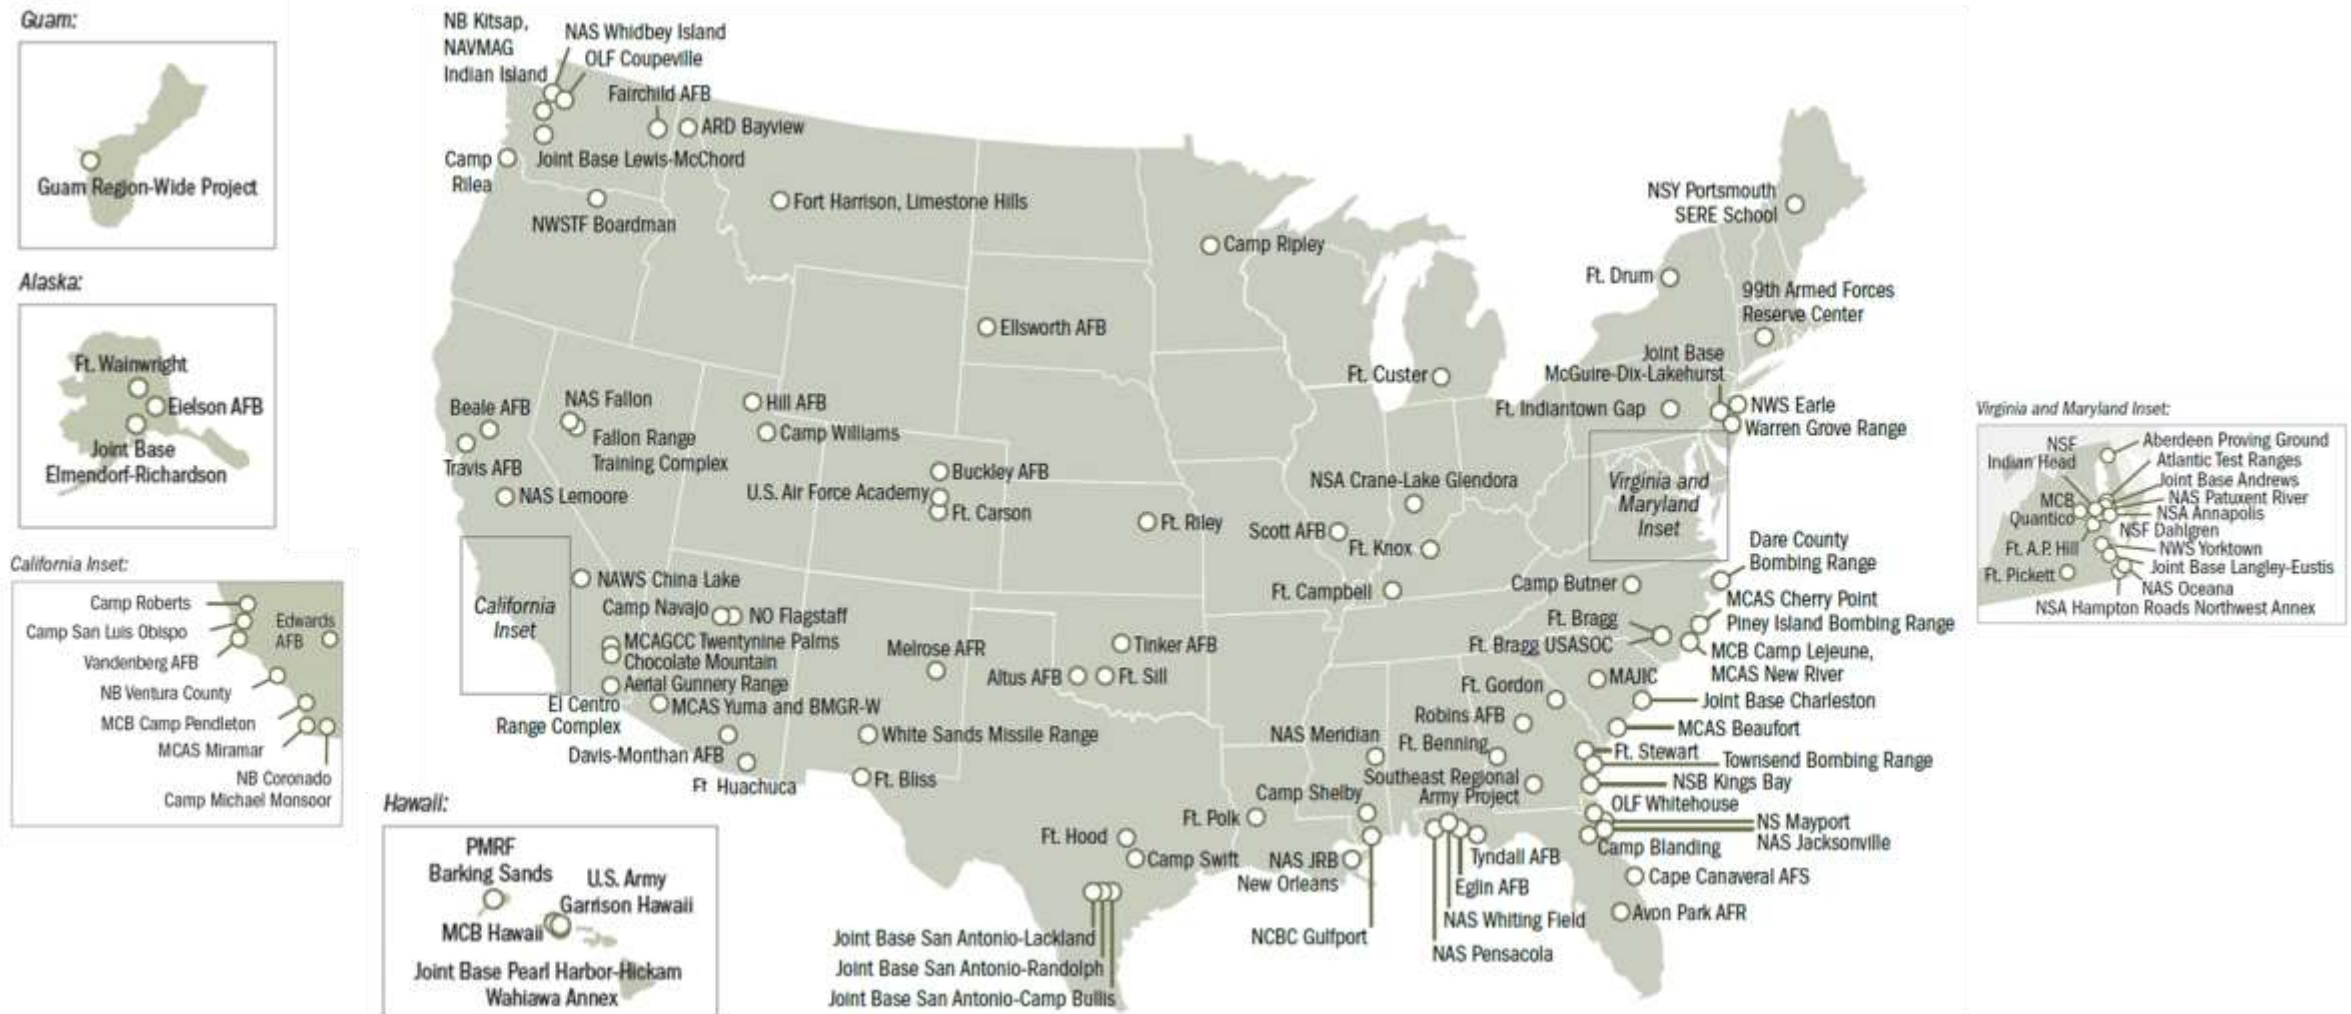 Guam:
Guam Region-Wide Project
Alaska:
Ft. Wainwright
Eielson AFB
Joint Base
Elmendorf-Richardson
California Inset:
Camp Roberts
Camp San Luis Obispo
Vandenberg AFB
NB Ventura County
MCB Camp Pendleton
MCAS Miramar
NB Coronado
Camp Michael Monsoor
Edwards
AFB
Hawaii:
PMRF
Barking Sands
U.S. Army
Garrison Hawaii
MCB Hawaii
Joint Base Pearl Harbor-Hickam
Wahiawa Annex
NB Kitsap,
NAVMAG
Indian Island
NAS Whidbey Island
OLF Coupeville
Fairchild AFB
ARD Bayview
Camp
Rilea
Joint Base Lewis-McChord
NWSTF Boardman
Fort Harrison, Limestone Hills
Camp Ripley
Ellsworth AFB
NSY Portsmouth
SERE School
Ft. Drum
99th Armed Forces
Reserve Center
Joint Base
McGuire-Dix-Lakehurst
Ft. Custer
Ft. Indiantown Gap
NWS Earle
Warren Grove Range
Beale AFB
Travis AFB
NAS Lemoore
NAS Fallon
Fallon Range
Training Complex
Hill AFB
Camp Williams
Buckley AFB
U.S. Air Force Academy
Ft. Carson
Ft. Riley
NSA Crane-Lake Glendora
Scott AFB
Ft. Knox
Ft. Campbell
Virginia and
Maryland
Inset
California
Inset
NAWS China Lake
Camp Navajo
NO Flagstaff
MCAGCC Twentynine Palms
Chocolate Mountain
Aerial Gunnery Range
El Centro
Range Complex
MCAS Yuma and BMGR-W
Davis-Monthan AFB
Ft Huachuca
Melrose AFR
White Sands Missile Range
Ft. Bliss
Altus AFB
Tinker AFB
Ft. Sill
Ft. Hood
Camp Swift
Joint Base San Antonio-Lackland
Joint Base San Antonio-Randolph
Joint Base San Antonio-Camp Bullis
Ft. Polk
NAS JRB
New Orleans
NAS Meridian
Camp Shelby
NCBC Gulfport
Camp Butner
Ft. Bragg
Ft. Bragg USASOC
Dare County
Bombing Range
MCAS Cherry Point
Piney Island Bombing Range
MCB Camp Lejeune,
MCAS New River
MAJIC
Ft. Gordon
Robins AFB
Ft. Benning
Southeast Regional
Army Project
Joint Base Charleston
MCAS Beaufort
Ft. Stewart
Townsend Bombing Range
NSB Kings Bay
OLF Whitehouse
NS Mayport
NAS Jacksonville
Camp Blanding
Tyndall AFB
Eglin AFB
NAS Whiting Field
NAS Pensacola
Cape Canaveral AFS
Avon Park AFR
Virginia and Maryland Inset:
NSF
Indian Head
MCB
Quantico
Ft. A.P. Hill
Ft. Pickett
Aberdeen Proving Ground
Atlantic Test Ranges
Joint Base Andrews
NAS Patuxent River
NSA Annapolis
NSF Dahlgren
NWS Yorktown
Joint Base Langley-Eustis
NAS Oceana
NSA Hampton Roads Northwest Annex